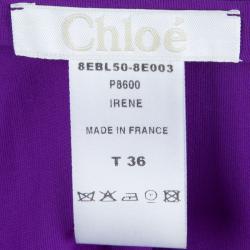 Chloé
8EBL50-8E003
P8600
IRENE
MADE IN FRANCE
T 36